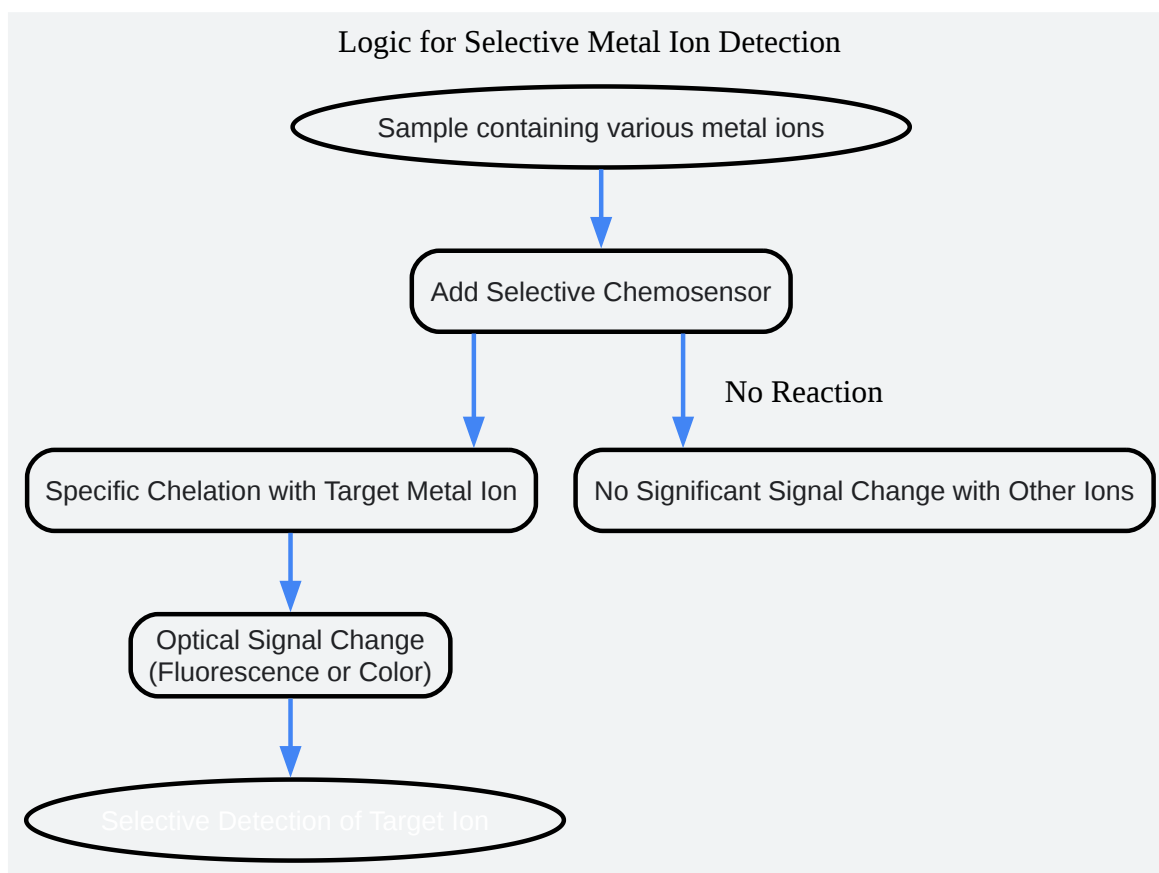 Logic for Selective Metal Ion Detection
Sample containing various metal ions
Add Selective Chemosensor
No Reaction
Specific Chelation with Target Metal Ion
No Significant Signal Change with Other Ions
Optical Signal Change
(Fluorescence or Color)
Selective Detection of Target Ion